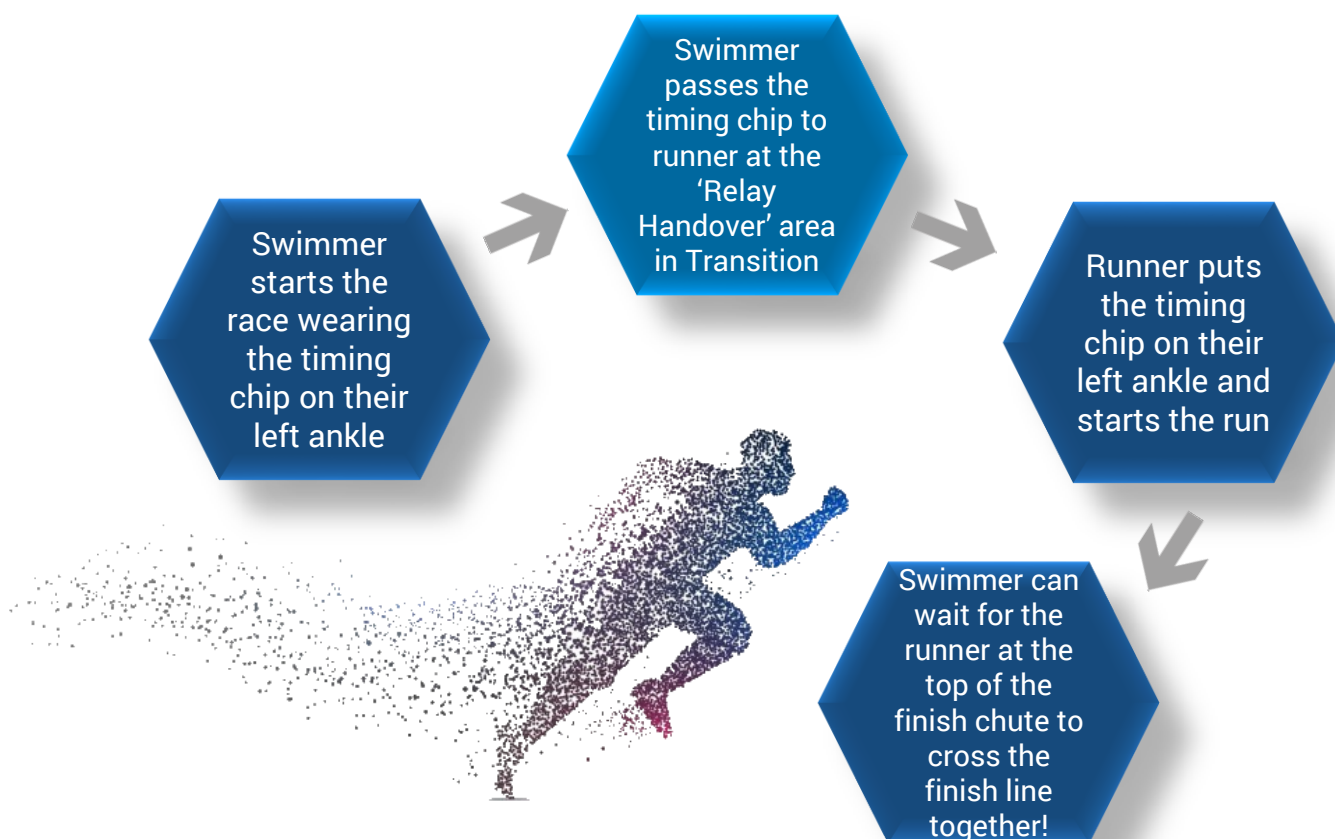 Swimmer
starts the
race wearing
the timing
chip on their
left ankle
Swimmer
passes the
timing chip to
runner at the
‘Relay
Handover’ area
in Transition
Runner puts
the timing
chip on their
left ankle and
starts the run
Swimmer can
wait for the
runner at the
top of the
finish chute to
cross the
finish line
together!